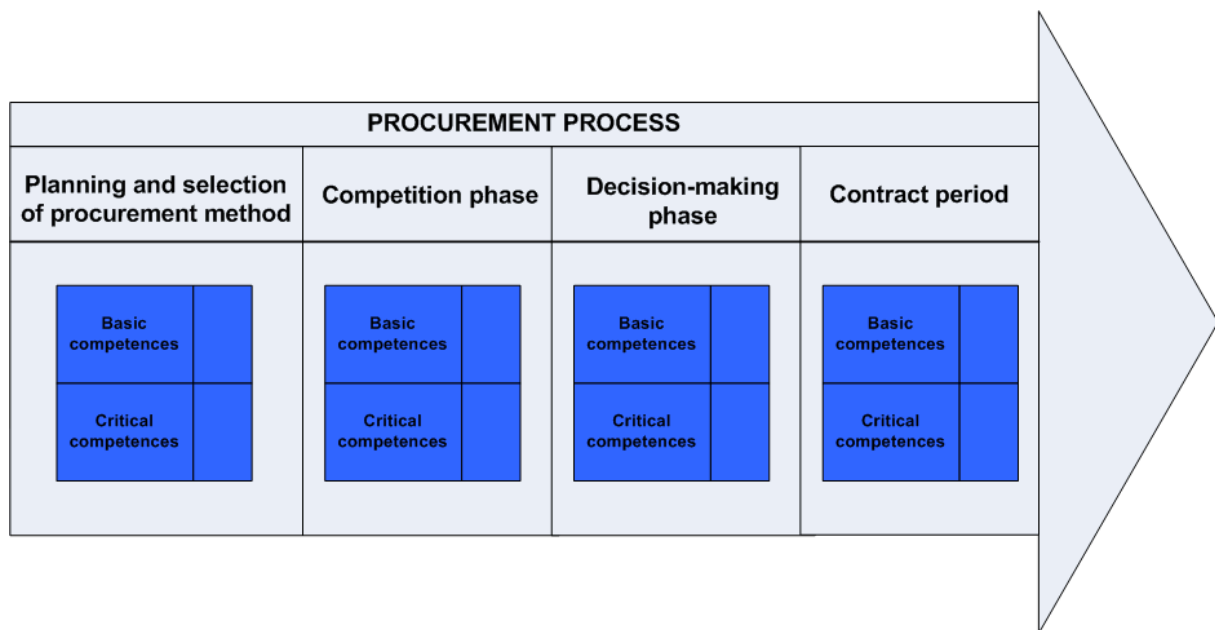 PROCUREMENT PROCESS
Planning and selection
of procurement method
Competition phase
Decision-making
phase
Contract period
Basic
competences
Critical
competences
Basic
competences
Critical
competences
Basic
competences
Critical
competences
Basic
competences
Critical
competences